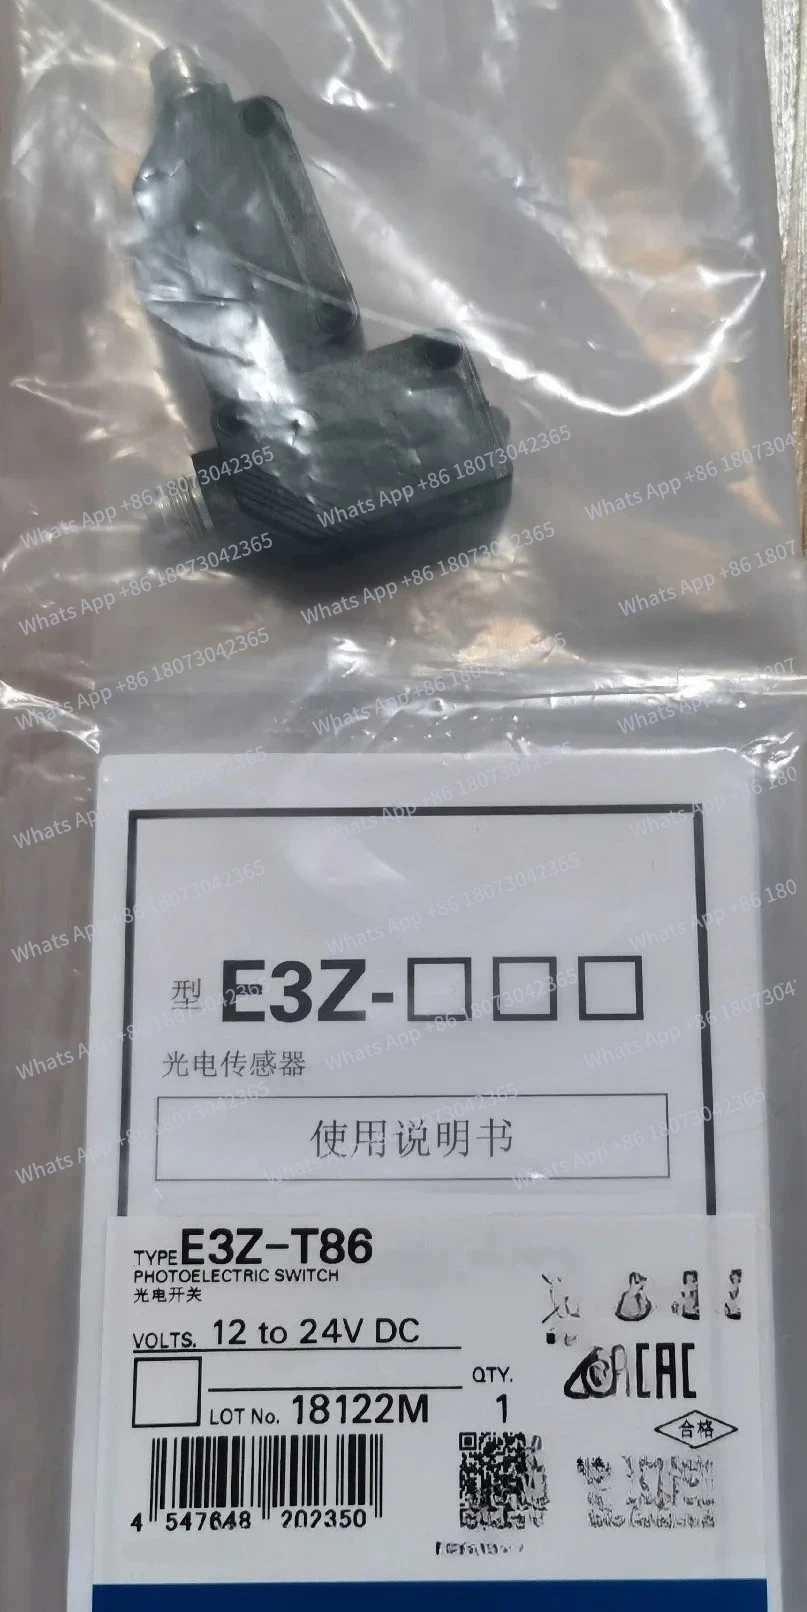 Whats App +86 18073042365
型 E3Z-□□□
光电传感器
使用说明书
TYPE E3Z-T86
PHOTOELECTRIC SWITCH
光电开关
VOLTS. 12 to 24V DC
QTY.
LOT No. 18122M 1
合格
4 547648 202350